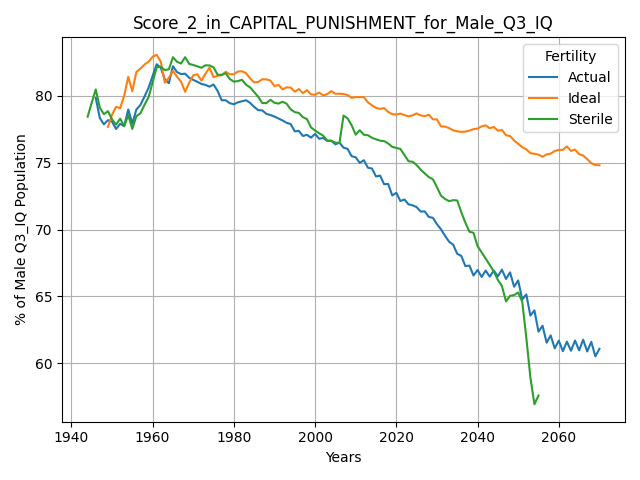 Score_2_in_CAPITAL_PUNISHMENT_for_Male_Q3_IQ
% of Male Q3_IQ Population
80
75
70
65
60
Fertility
Actual
Ideal
Sterile
1940 1960 1980 2000 2020 2040 2060
Years